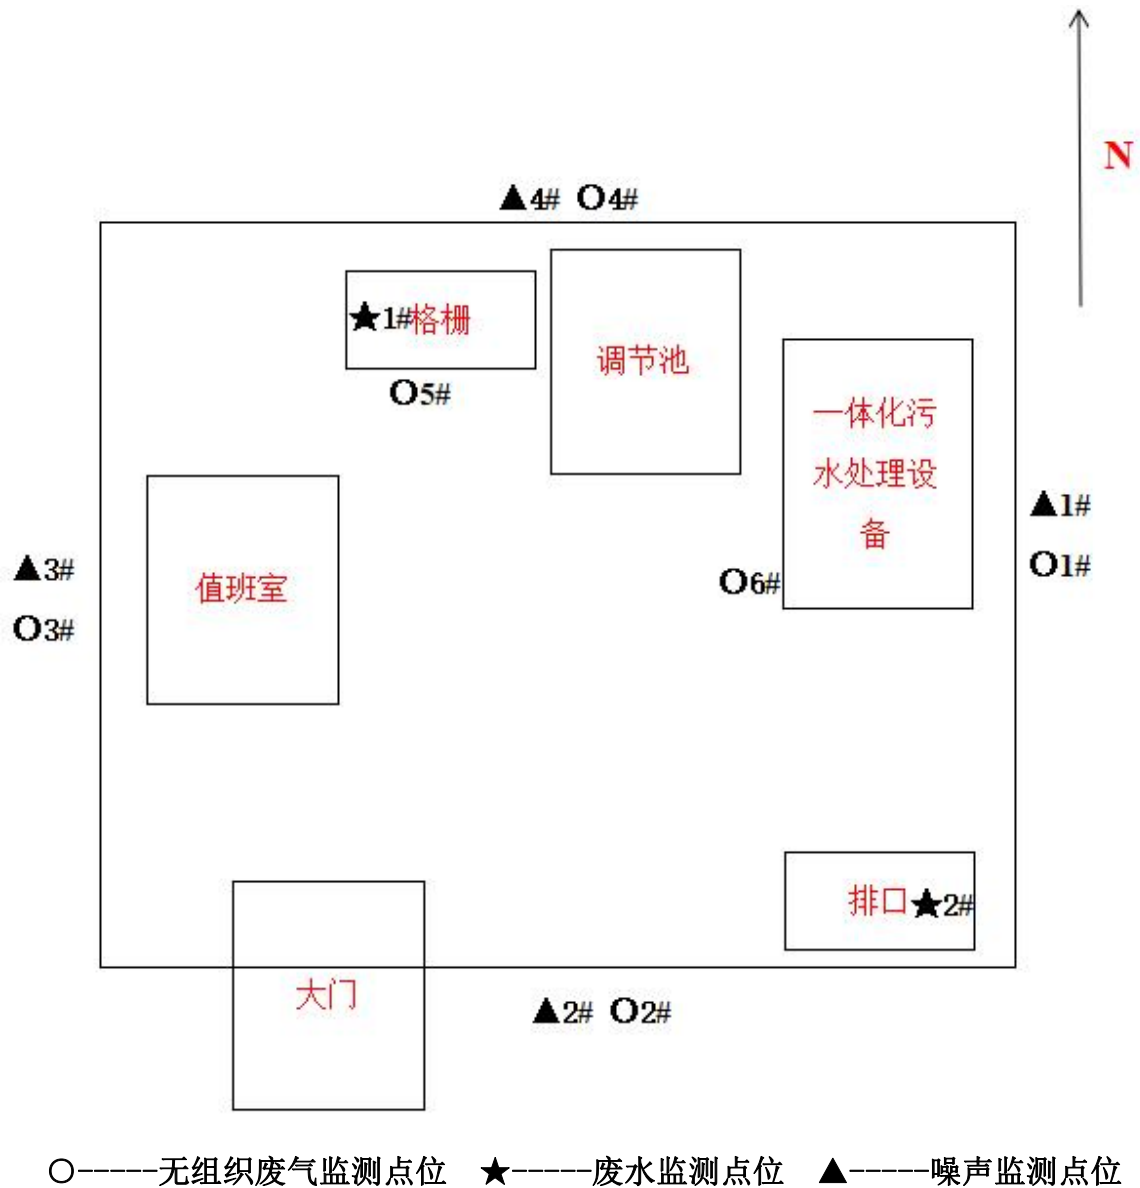 N
▲4# O4#
★1#格栅
调节池
O5#
一体化污
水处理设
备
▲1#
O1#
O6#
▲3#
O3#
值班室
排口★2#
大门
▲2# O2#
○-----无组织废气监测点位 ★-----废水监测点位 ▲-----噪声监测点位